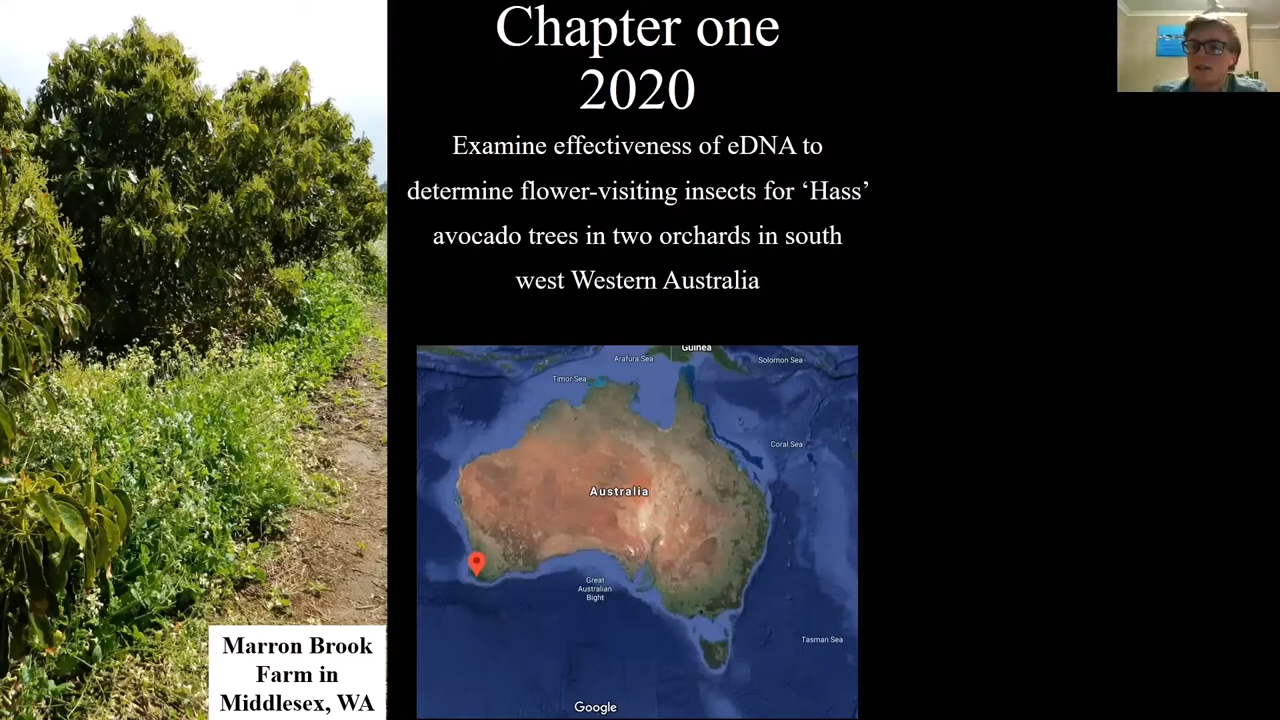 Chapter one
2020
Examine effectiveness of eDNA to
determine flower-visiting insects for ‘Hass’
avocado trees in two orchards in south
west Western Australia
Guinea
Arafura Sea
Solomon Sea
Timor Sea
Coral Sea
Australia
Great
Australian
Bight
Tasman Sea
Google
Marron Brook
Farm in
Middlesex, WA